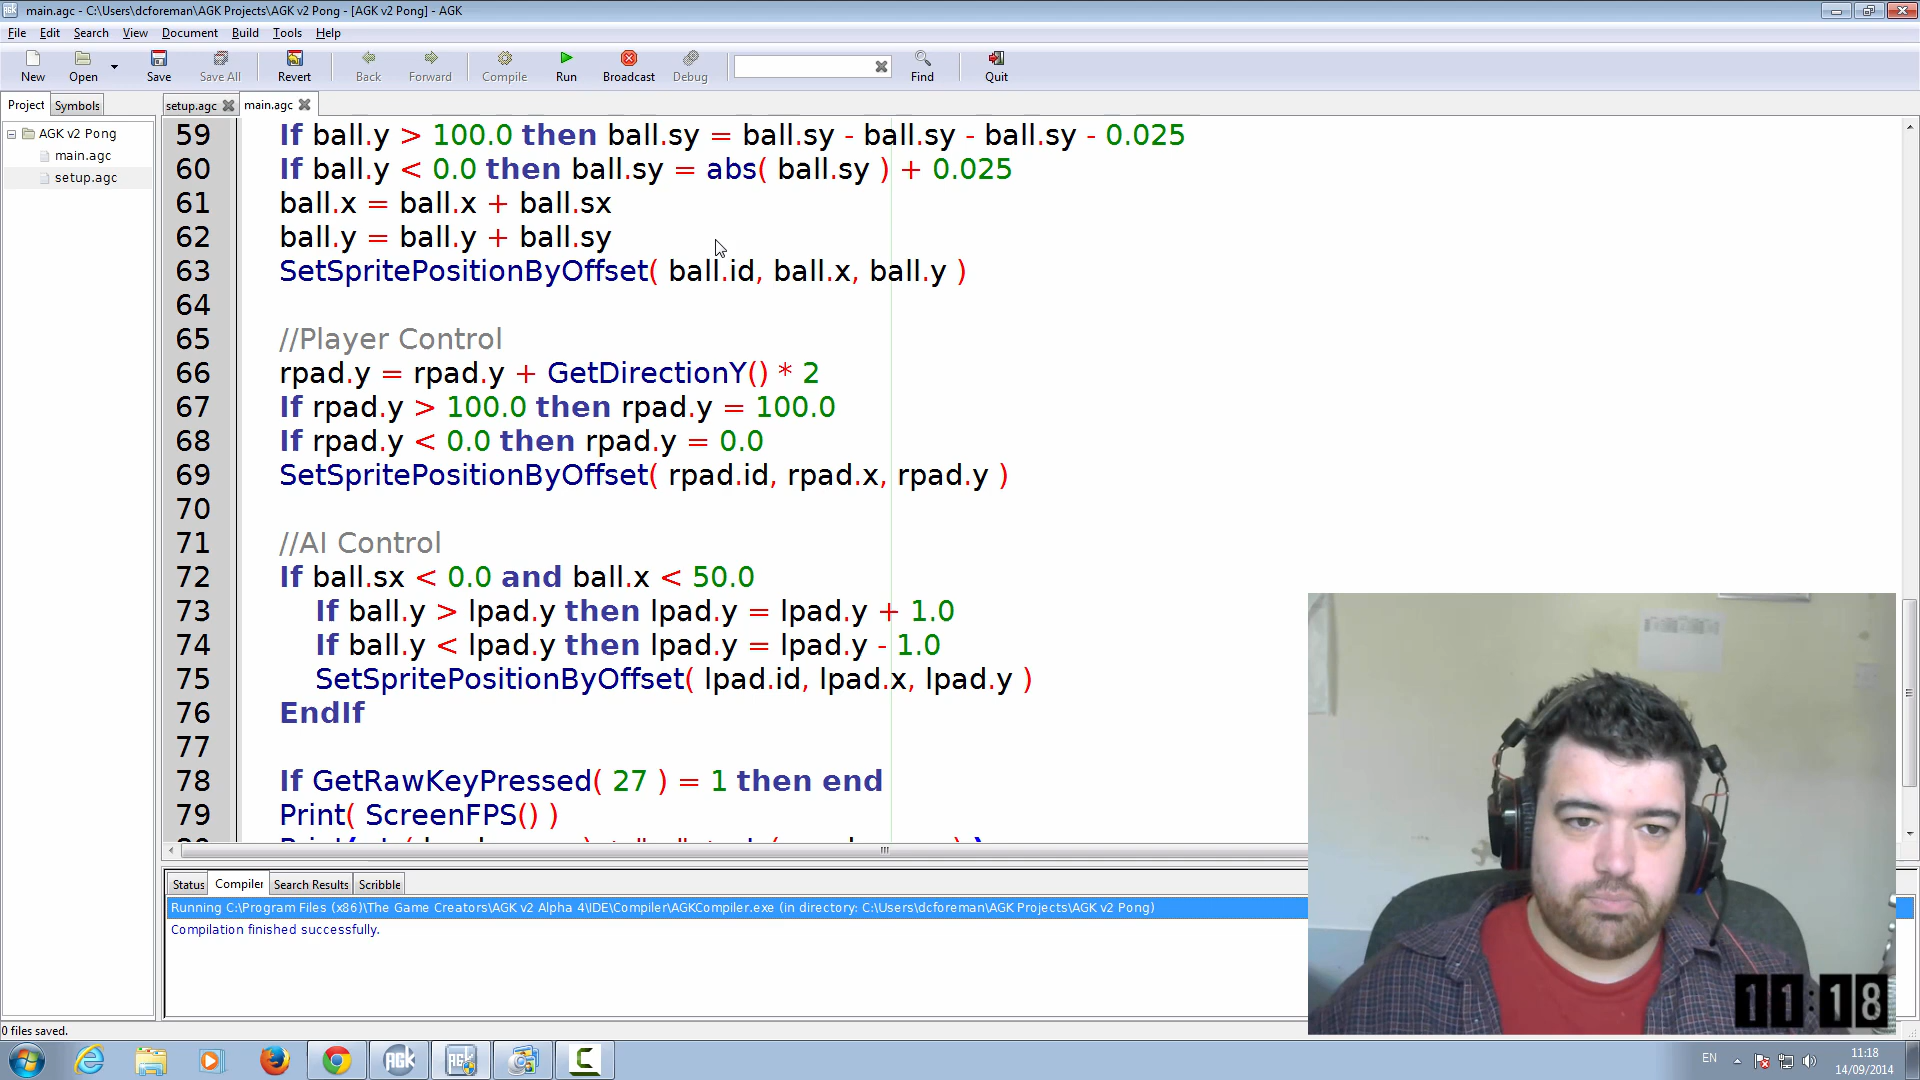 main.agc - C:\Users\dcforeman\AGK Projects\AGK v2 Pong - [AGK v2 Pong] - AGK
File Edit Search View Document Build Tools Help
New Open Save Save All Revert Back Forward Compile Run Broadcast Debug Find Quit
Project Symbols setup.agc main.agc
AGK v2 Pong
main.agc
setup.agc
59 If ball.y > 100.0 then ball.sy = ball.sy - ball.sy - ball.sy - 0.025
60 If ball.y < 0.0 then ball.sy = abs( ball.sy ) + 0.025
61 ball.x = ball.x + ball.sx
62 ball.y = ball.y + ball.sy
63 SetSpritePositionByOffset( ball.id, ball.x, ball.y )
64
65 //Player Control
66 rpad.y = rpad.y + GetDirectionY() * 2
67 If rpad.y > 100.0 then rpad.y = 100.0
68 If rpad.y < 0.0 then rpad.y = 0.0
69 SetSpritePositionByOffset( rpad.id, rpad.x, rpad.y )
70
71 //AI Control
72 If ball.sx < 0.0 and ball.x < 50.0
73 If ball.y > lpad.y then lpad.y = lpad.y + 1.0
74 If ball.y < lpad.y then lpad.y = lpad.y - 1.0
75 SetSpritePositionByOffset( lpad.id, lpad.x, lpad.y )
76 EndIf
77
78 If GetRawKeyPressed( 27 ) = 1 then end
79 Print( ScreenFPS() )
Status Compiler Search Results Scribble
Running C:\Program Files (x86)\The Game Creators\AGK v2 Alpha 4\IDE\Compiler\AGKCompiler.exe (in directory: C:\Users\dcforeman\AGK Projects\AGK v2 Pong)
Compilation finished successfully.
11:18
0 files saved.
EN
11:18
14/09/2014